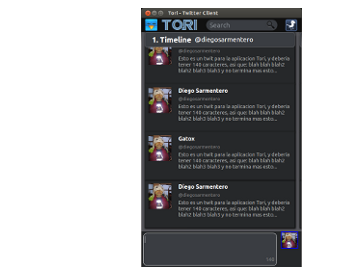 Tori - Twitter Client
TORI
Search
1. Timeline @diegosarmentero
@diegosarmentero
Esto es un twit para la aplicacion Tori, y deberia
tener 140 caracteres, asi que: blah blah blah2
blah2 blah3 blah3 y no termina mas esto...
Diego Sarmentero
@diegosarmentero
Esto es un twit para la aplicacion Tori, y deberia
tener 140 caracteres, asi que: blah blah blah2
blah2 blah3 blah3 y no termina mas esto...
Gatox
@diegosarmentero
Esto es un twit para la aplicacion Tori, y deberia
tener 140 caracteres, asi que: blah blah blah2
blah2 blah3 blah3 y no termina mas esto...
Diego Sarmentero
@diegosarmentero
Esto es un twit para la aplicacion Tori, y deberia
tener 140 caracteres, asi que: blah blah blah2
blah2 blah3 blah3 y no termina mas esto...
140